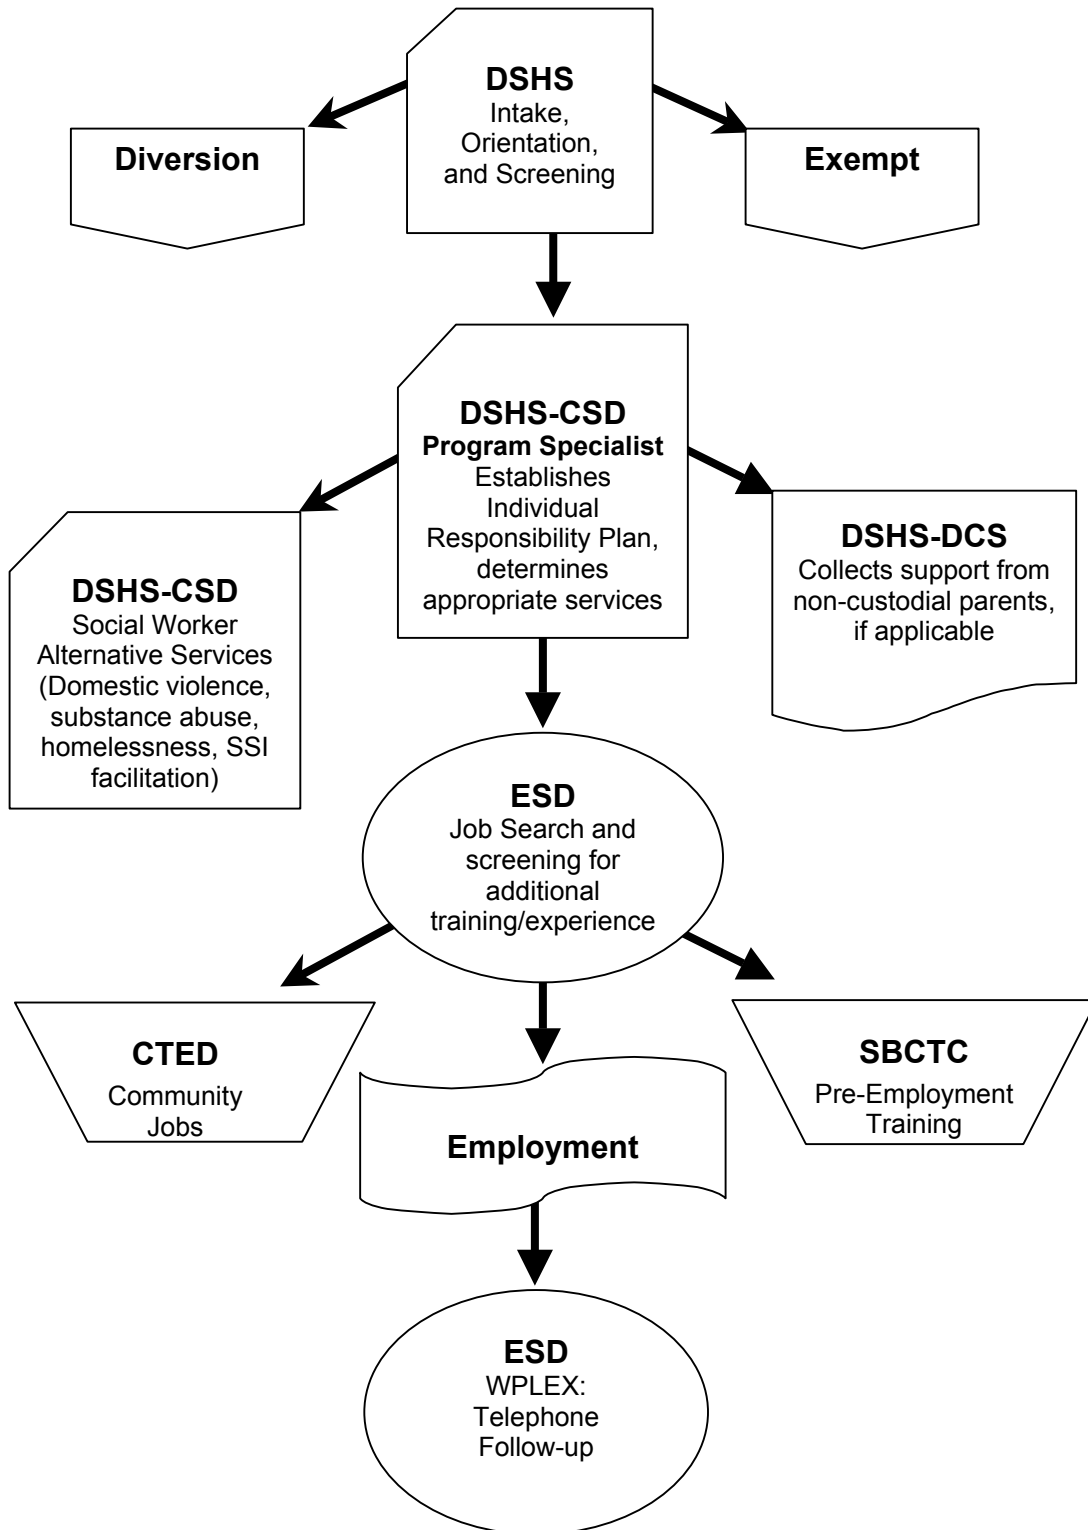 DSHS
Intake,
Orientation,
and Screening
Diversion
Exempt
DSHS-CSD
Program Specialist
Establishes
Individual
Responsibility Plan,
determines
appropriate services
DSHS-CSD
Social Worker
Alternative Services
(Domestic violence,
substance abuse,
homelessness, SSI
facilitation)
DSHS-DCS
Collects support from
non-custodial parents,
if applicable
ESD
Job Search and
screening for
additional
training/experience
CTED
Community
Jobs
Employment
SBCTC
Pre-Employment
Training
ESD
WPLEX:
Telephone
Follow-up